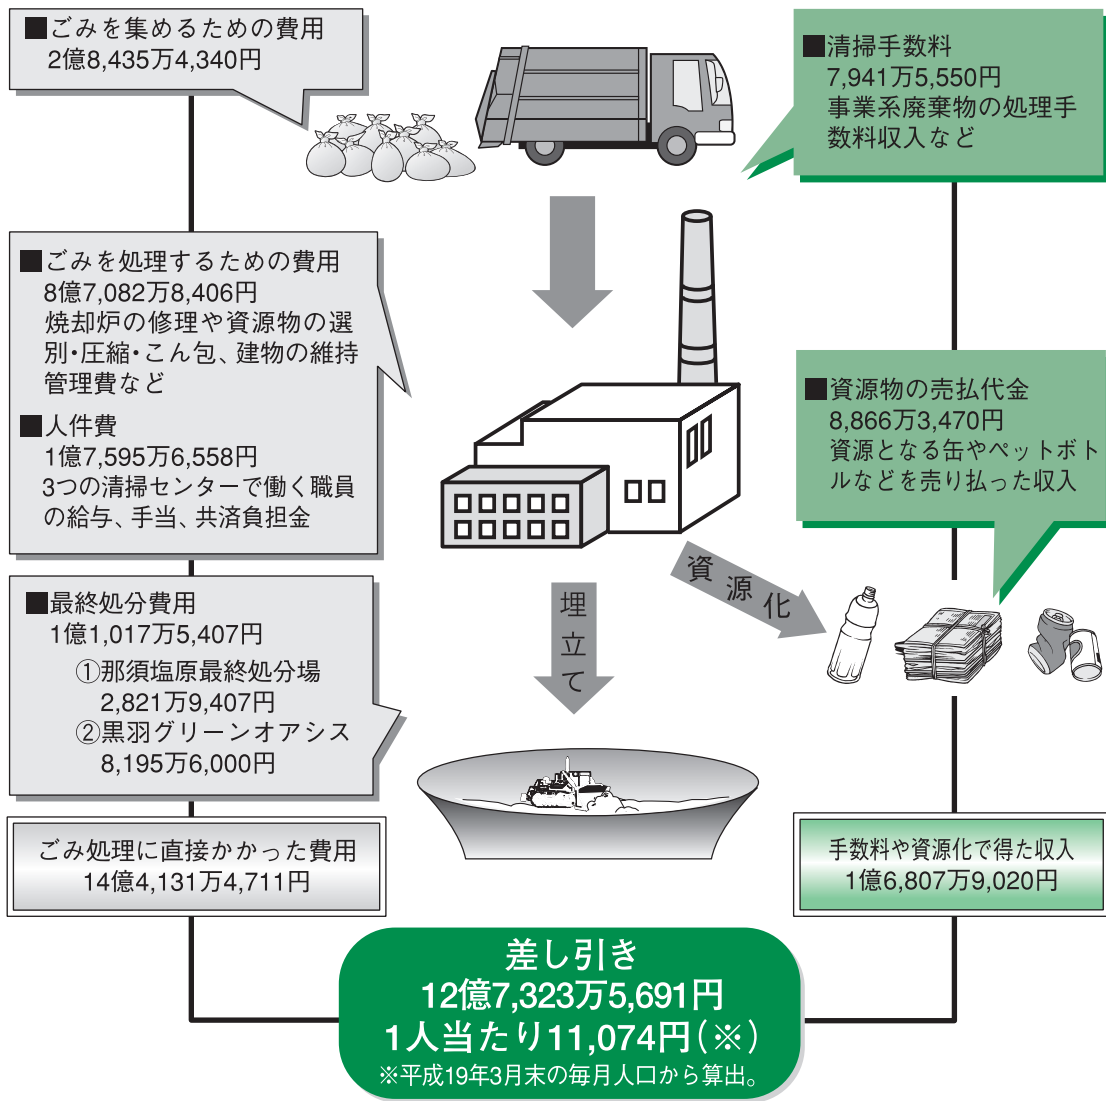 ■ごみを集めるための費用
2億8,435万4,340円
■清掃手数料
7,941万5,550円
事業系廃棄物の処理手
数料収入など
■ごみを処理するための費用
8億7,082万8,406円
焼却炉の修理や資源物の選
別・圧縮・こん包、建物の維持
管理費など
■人件費
1億7,595万6,558円
3つの清掃センターで働く職員
の給与、手当、共済負担金
■資源物の売払代金
8,866万3,470円
資源となる缶やペットボト
ルなどを売り払った収入
資源化
埋立て
■最終処分費用
1億1,017万5,407円
①那須塩原最終処分場
2,821万9,407円
②黒羽グリーンオアシス
8,195万6,000円
ごみ処理に直接かかった費用
14億4,131万4,711円
手数料や資源化で得た収入
1億6,807万9,020円
差し引き
12億7,323万5,691円
1人当たり11,074円(※)
※平成19年3月末の毎月人口から算出。